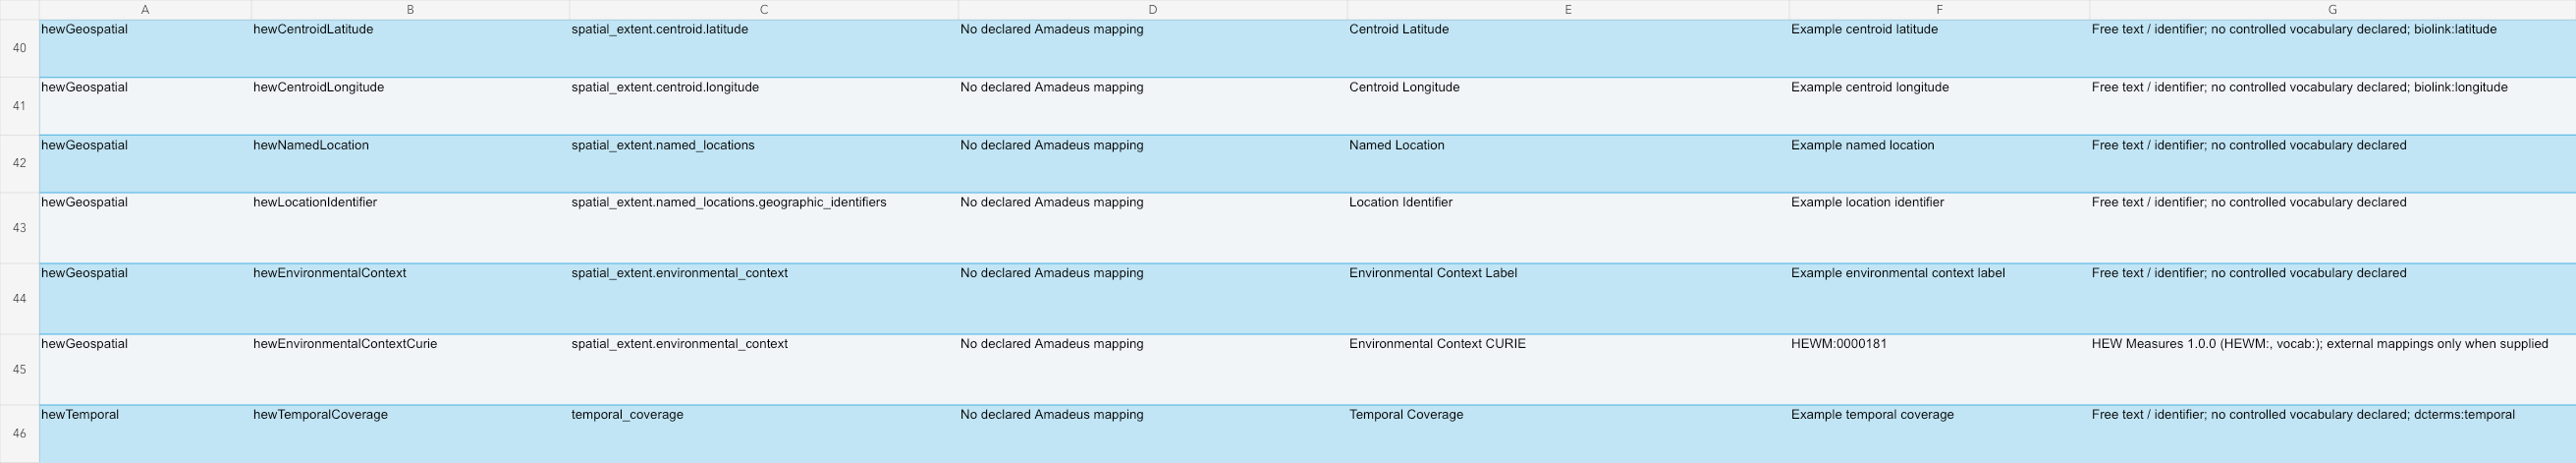 A B C D E F G
40 hewGeospatial hewCentroidLatitude spatial_extent.centroid.latitude No declared Amadeus mapping Centroid Latitude Example centroid latitude Free text / identifier; no controlled vocabulary declared; biolink:latitude
41 hewGeospatial hewCentroidLongitude spatial_extent.centroid.longitude No declared Amadeus mapping Centroid Longitude Example centroid longitude Free text / identifier; no controlled vocabulary declared; biolink:longitude
42 hewGeospatial hewNamedLocation spatial_extent.named_locations No declared Amadeus mapping Named Location Example named location Free text / identifier; no controlled vocabulary declared
43 hewGeospatial hewLocationIdentifier spatial_extent.named_locations.geographic_identifiers No declared Amadeus mapping Location Identifier Example location identifier Free text / identifier; no controlled vocabulary declared
44 hewGeospatial hewEnvironmentalContext spatial_extent.environmental_context No declared Amadeus mapping Environmental Context Label Example environmental context label Free text / identifier; no controlled vocabulary declared
45 hewGeospatial hewEnvironmentalContextCurie spatial_extent.environmental_context No declared Amadeus mapping Environmental Context CURIE HEWM:0000181 HEW Measures 1.0.0 (HEWM:, vocab:); external mappings only when supplied
46 hewTemporal hewTemporalCoverage temporal_coverage No declared Amadeus mapping Temporal Coverage Example temporal coverage Free text / identifier; no controlled vocabulary declared; dcterms:temporal